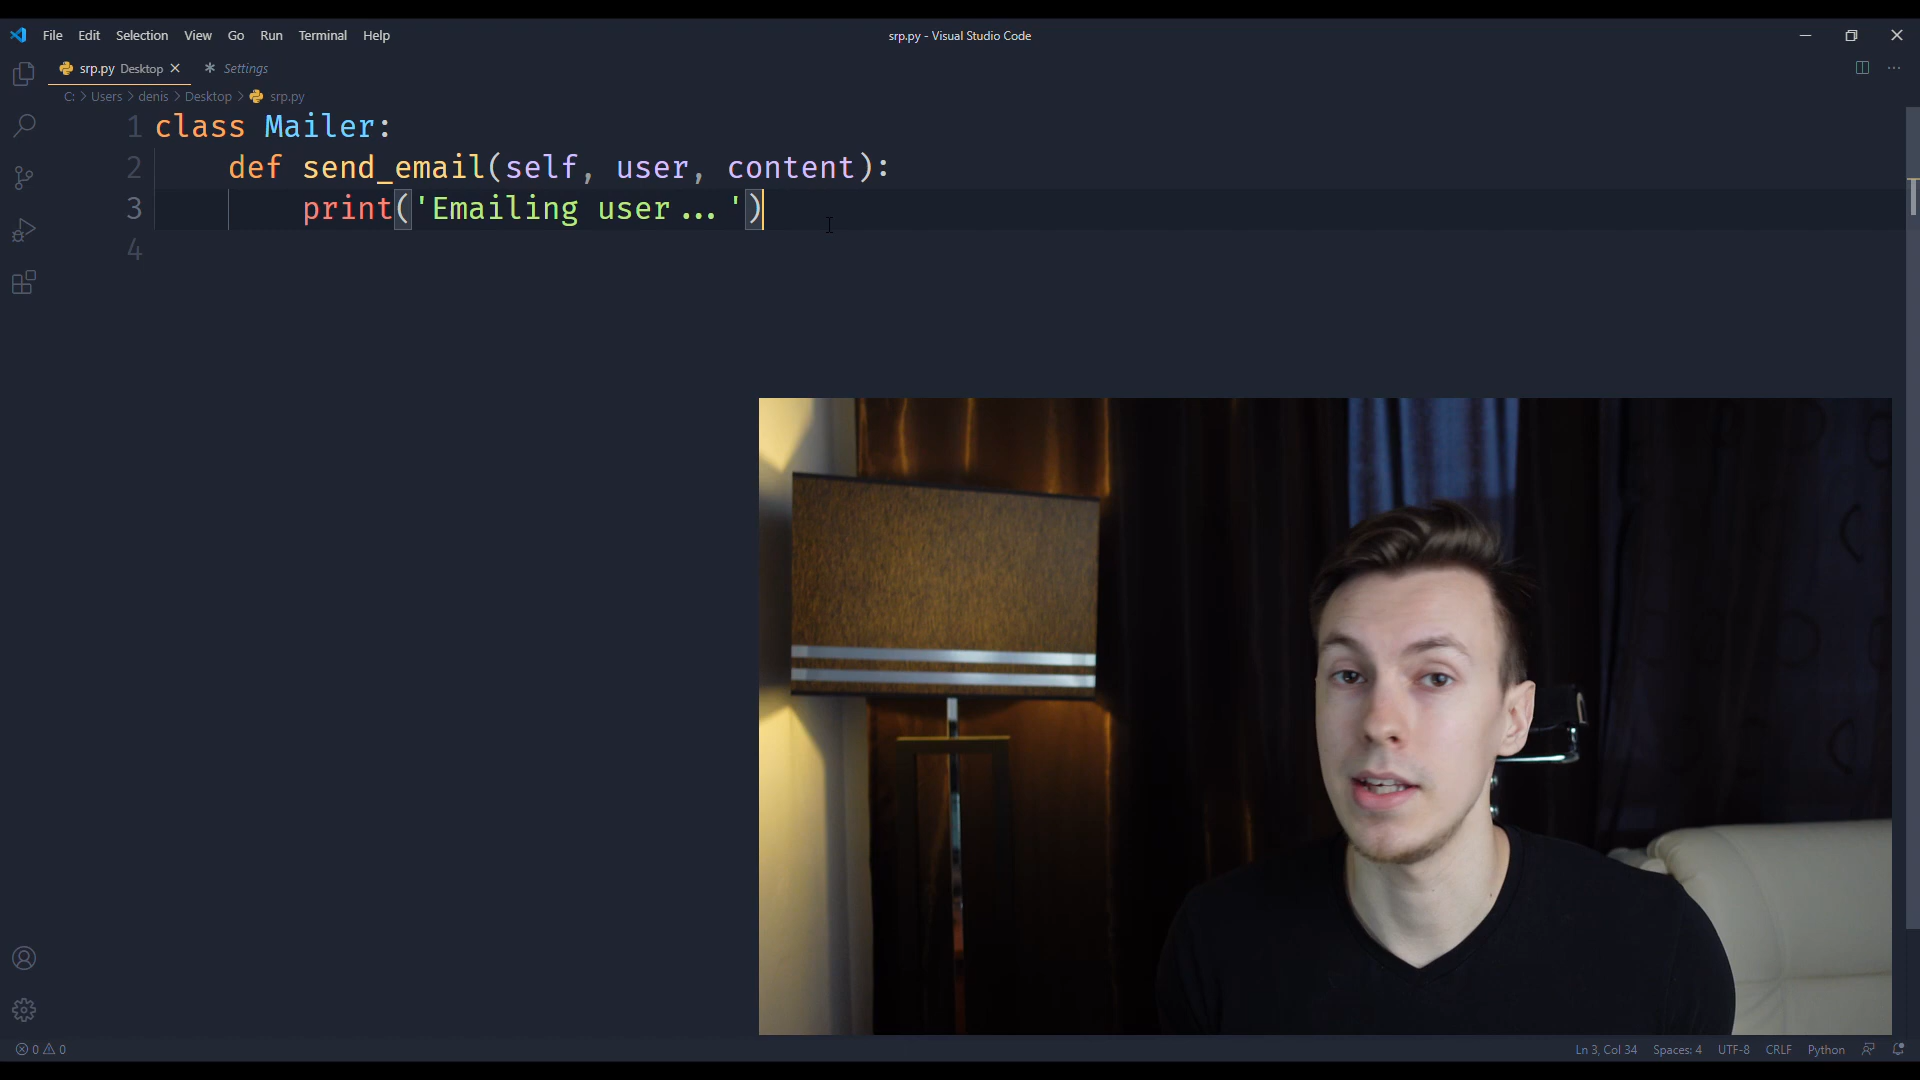 File Edit Selection View Go Run Terminal Help
srp.py - Visual Studio Code
srp.py Desktop
Settings
C: > Users > denis > Desktop > srp.py
1 class Mailer:
2 def send_email(self, user, content):
3 print('Emailing user...')
4
0 0
Ln 3, Col 34 Spaces: 4 UTF-8 CRLF Python